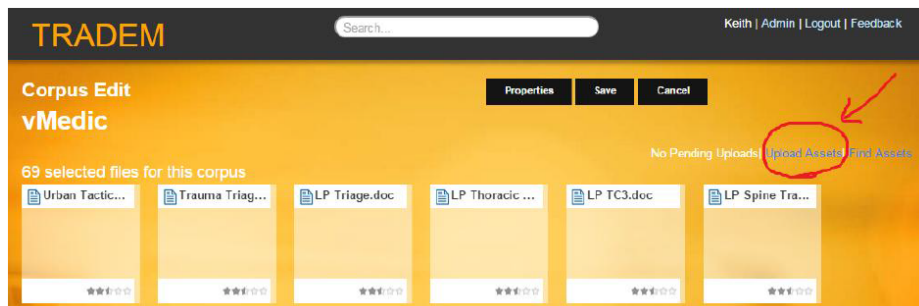 TRADEM
Search...
Keith | Admin | Logout | Feedback
Corpus Edit
Properties
Save
Cancel
vMedic
No Pending Uploads| Upload Assets| Find Assets
69 selected files for this corpus
Urban Tactic...
Trauma Triag...
LP Triage.doc
LP Thoracic ...
LP TC3.doc
LP Spine Tra...